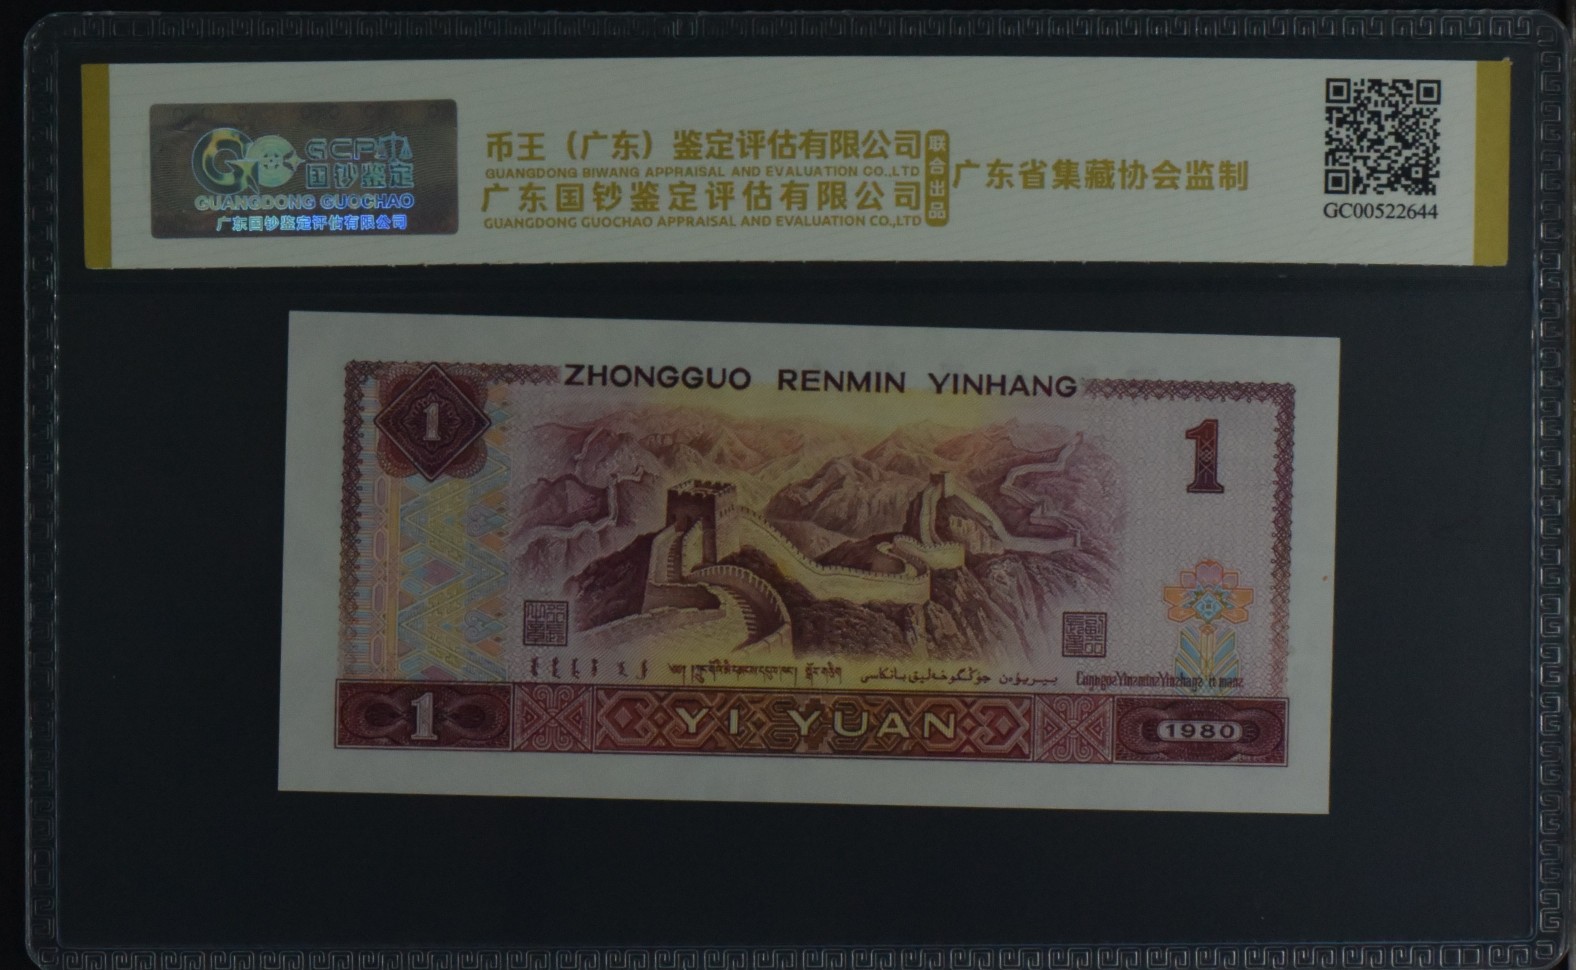 GCP
国钞鉴定
GUANGDONG GUOCHAO
广东国钞鉴定评估有限公司
币王（广东）鉴定评估有限公司
GUANGDONG BIWANG APPRAISAL AND EVALUATION CO.,LTD
广东国钞鉴定评估有限公司
GUANGDONG GUOCHAO APPRAISAL AND EVALUATION CO.,LTD
联合出品
广东省集藏协会监制
GC00522644
ZHONGGUO RENMIN YINHANG
1
1
1
YI YUAN
1980